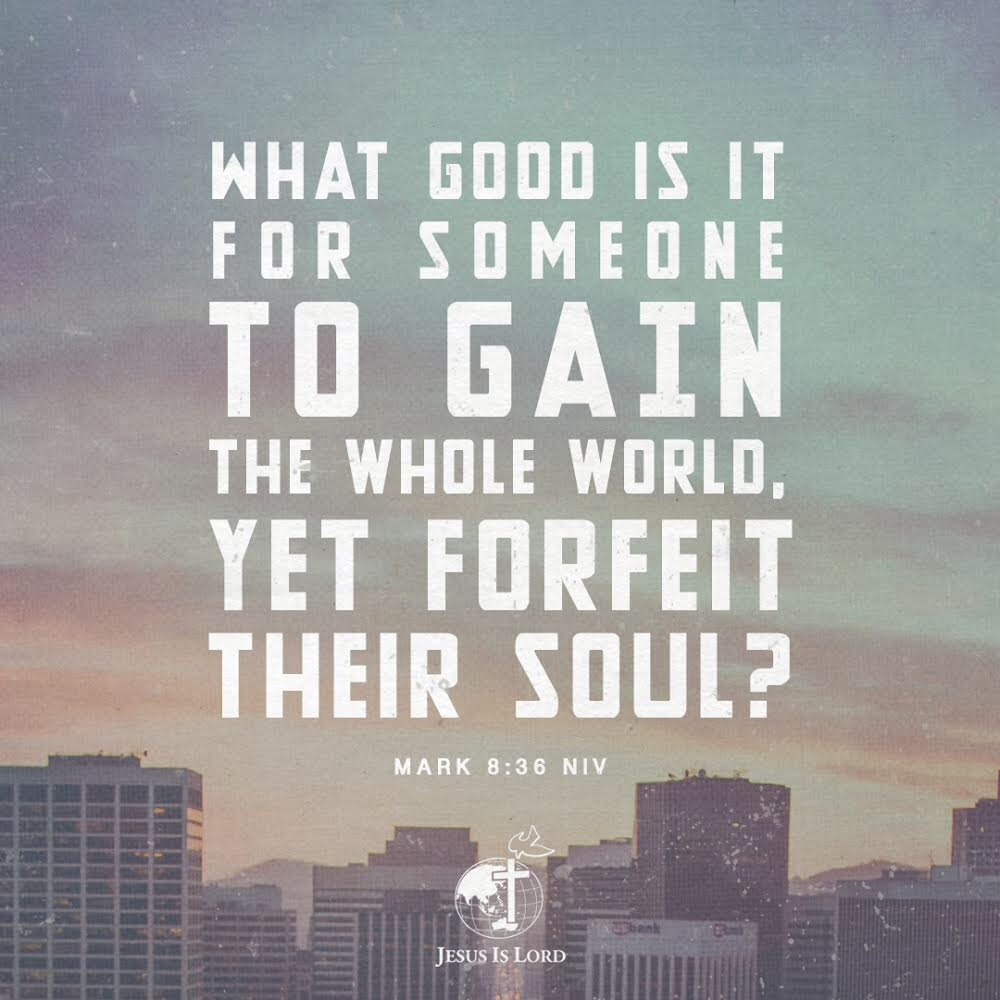 WHAT GOOD IS IT
FOR SOMEONE
TO GAIN
THE WHOLE WORLD,
YET FORFEIT
THEIR SOUL?
MARK 8:36 NIV
bank
JESUS IS LORD